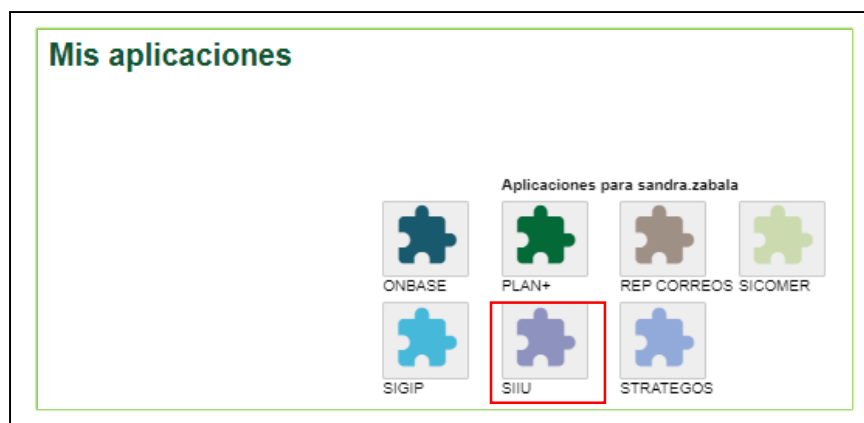 Mis aplicaciones
Aplicaciones para sandra.zabala
ONBASE PLAN+ REP CORREOS SICOMER
SIGIP SIIU STRATEGOS